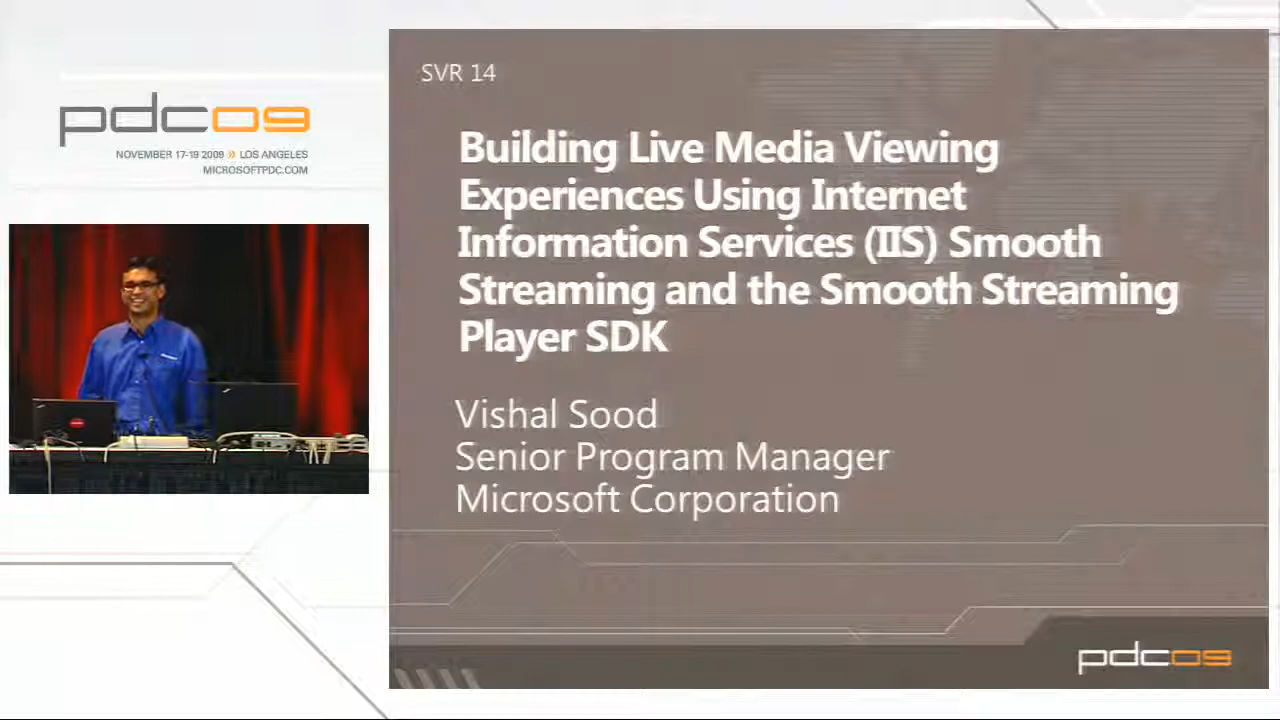 pdc09
NOVEMBER 17-19 2009 » LOS ANGELES
MICROSOFTPDC.COM
SVR 14
Building Live Media Viewing
Experiences Using Internet
Information Services (IIS) Smooth
Streaming and the Smooth Streaming
Player SDK
Vishal Sood
Senior Program Manager
Microsoft Corporation
pdc09